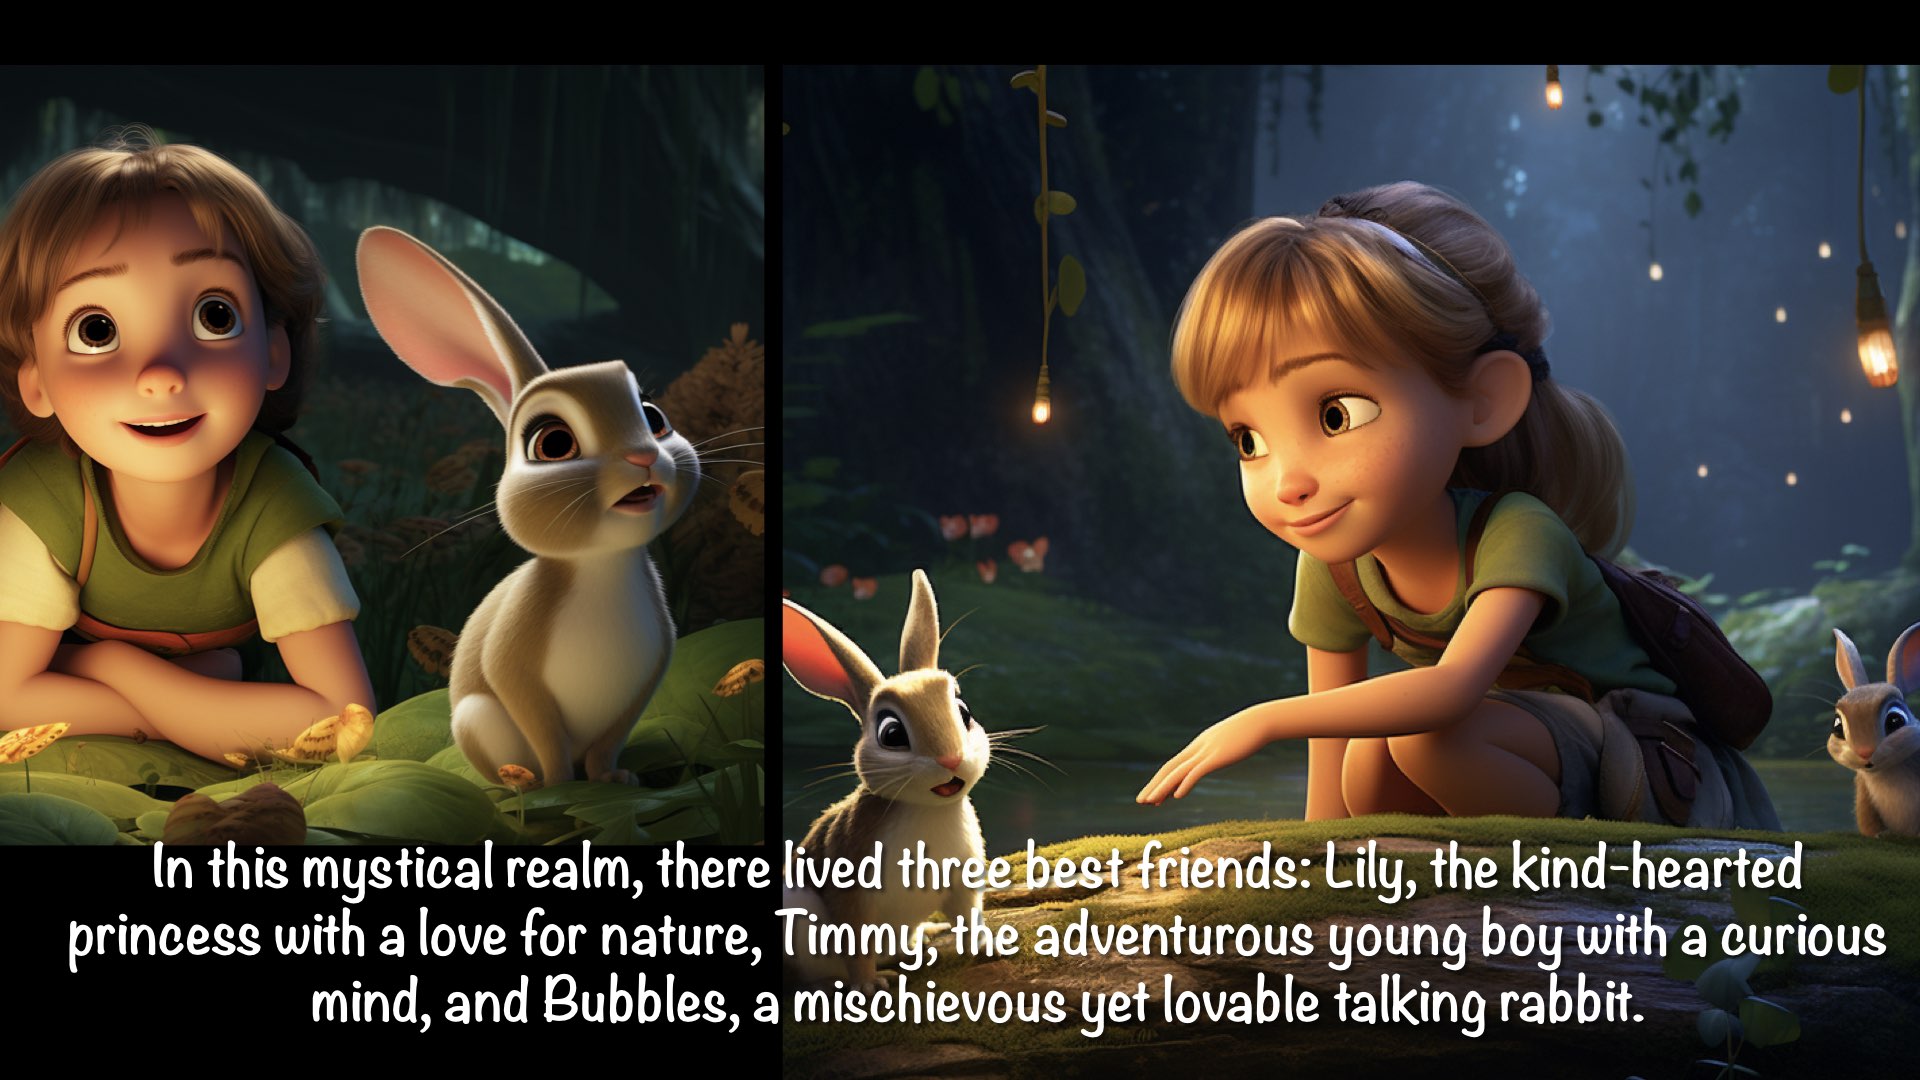 In this mystical realm, there lived three best friends: Lily, the kind-hearted
princess with a love for nature, Timmy, the adventurous young boy with a curious
mind, and Bubbles, a mischievous yet lovable talking rabbit.